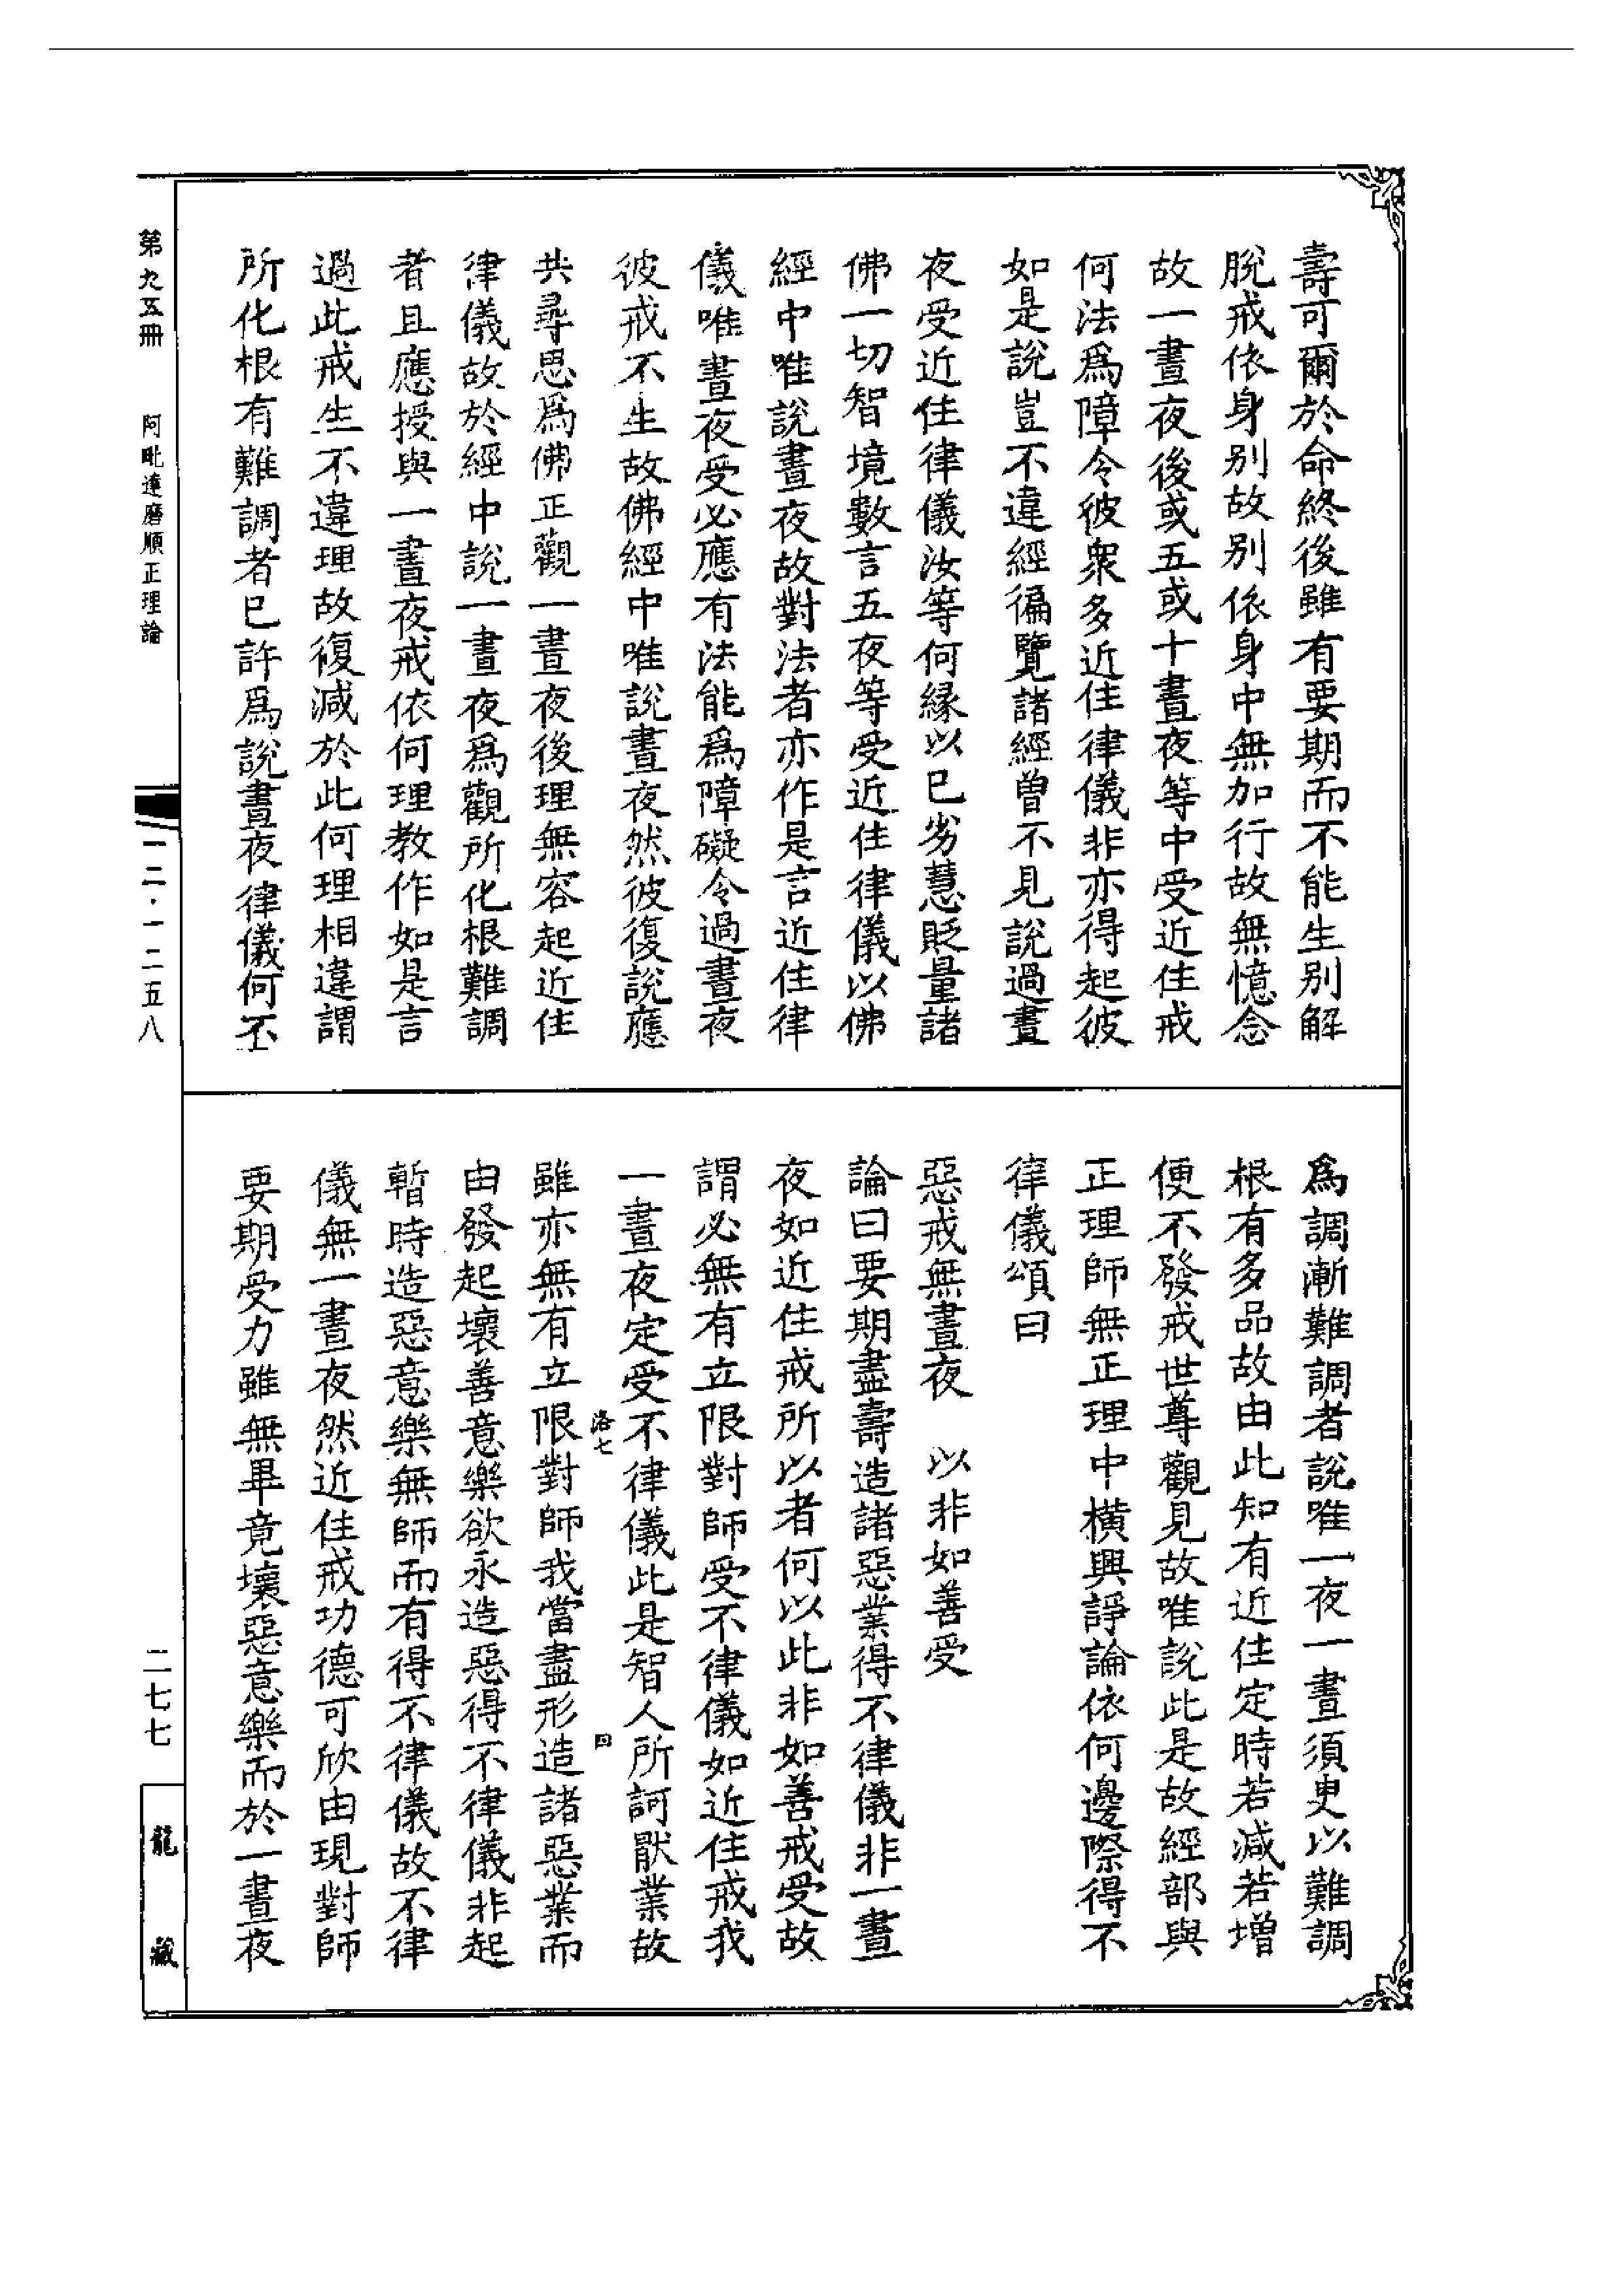 壽可爾於命終後雖有要期而不能生別解
脫戒依身別故別依身中無加行故無憶念
故一晝夜後或五或十晝夜等中受近住戒
何法爲障令彼衆多近住律儀非亦得起彼
如是說豈不違經徧覽諸經曾不見說過晝
夜受近住律儀汝等何縁以巳劣慧貶量諸
佛一切智境數言五夜等受近住律儀以佛
經中唯說晝夜故對法者亦作是言近住律
儀唯晝夜受必應有法能爲障礙令過晝夜
彼戒不生故佛經中唯說晝夜然彼復說應
共尋思爲佛正觀一晝夜後理無容起近住
律儀故於經中說一晝夜爲觀所化根難調
者且應授與一晝夜戒依何理教作如是言
過此戒生不違理故復減於此何理相違謂
所化根有難調者巳許爲說晝夜律儀何不
爲調漸難調者說唯一夜一晝須更以難調
根有多品故由此知有近住定時若減若增
便不發戒世尊觀見故唯說此是故經部與
正理師無正理中橫興諍論依何邊際得不
律儀頌曰
惡戒無晝夜　以非如善受
論曰要期盡壽造諸惡業得不律儀非一晝
夜如近住戒所以者何以此非如善戒受故
謂必無有立限對師受不律儀如近住戒我
一晝夜定受不律儀此是智人所訶厭業故
洛七　四
雖亦無有立限對師我當盡形造諸惡業而
由發起壞善意樂欲永造惡得不律儀非起
暫時造惡意樂無師而有得不律儀故不律
儀無一晝夜然近住戒功德可欣由現對師
要期受力雖無畢竟壞惡意樂而於一晝夜
第九五冊　阿毗達磨順正理論
一二·一二五八
二七七
龍藏